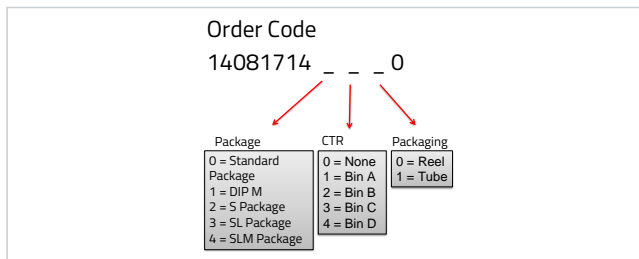 Order Code
14081714 _ _ _ 0
Package
0 = Standard
Package
1 = DIP M
2 = S Package
3 = SL Package
4 = SLM Package
CTR
0 = None
1 = Bin A
2 = Bin B
3 = Bin C
4 = Bin D
Packaging
0 = Reel
1 = Tube